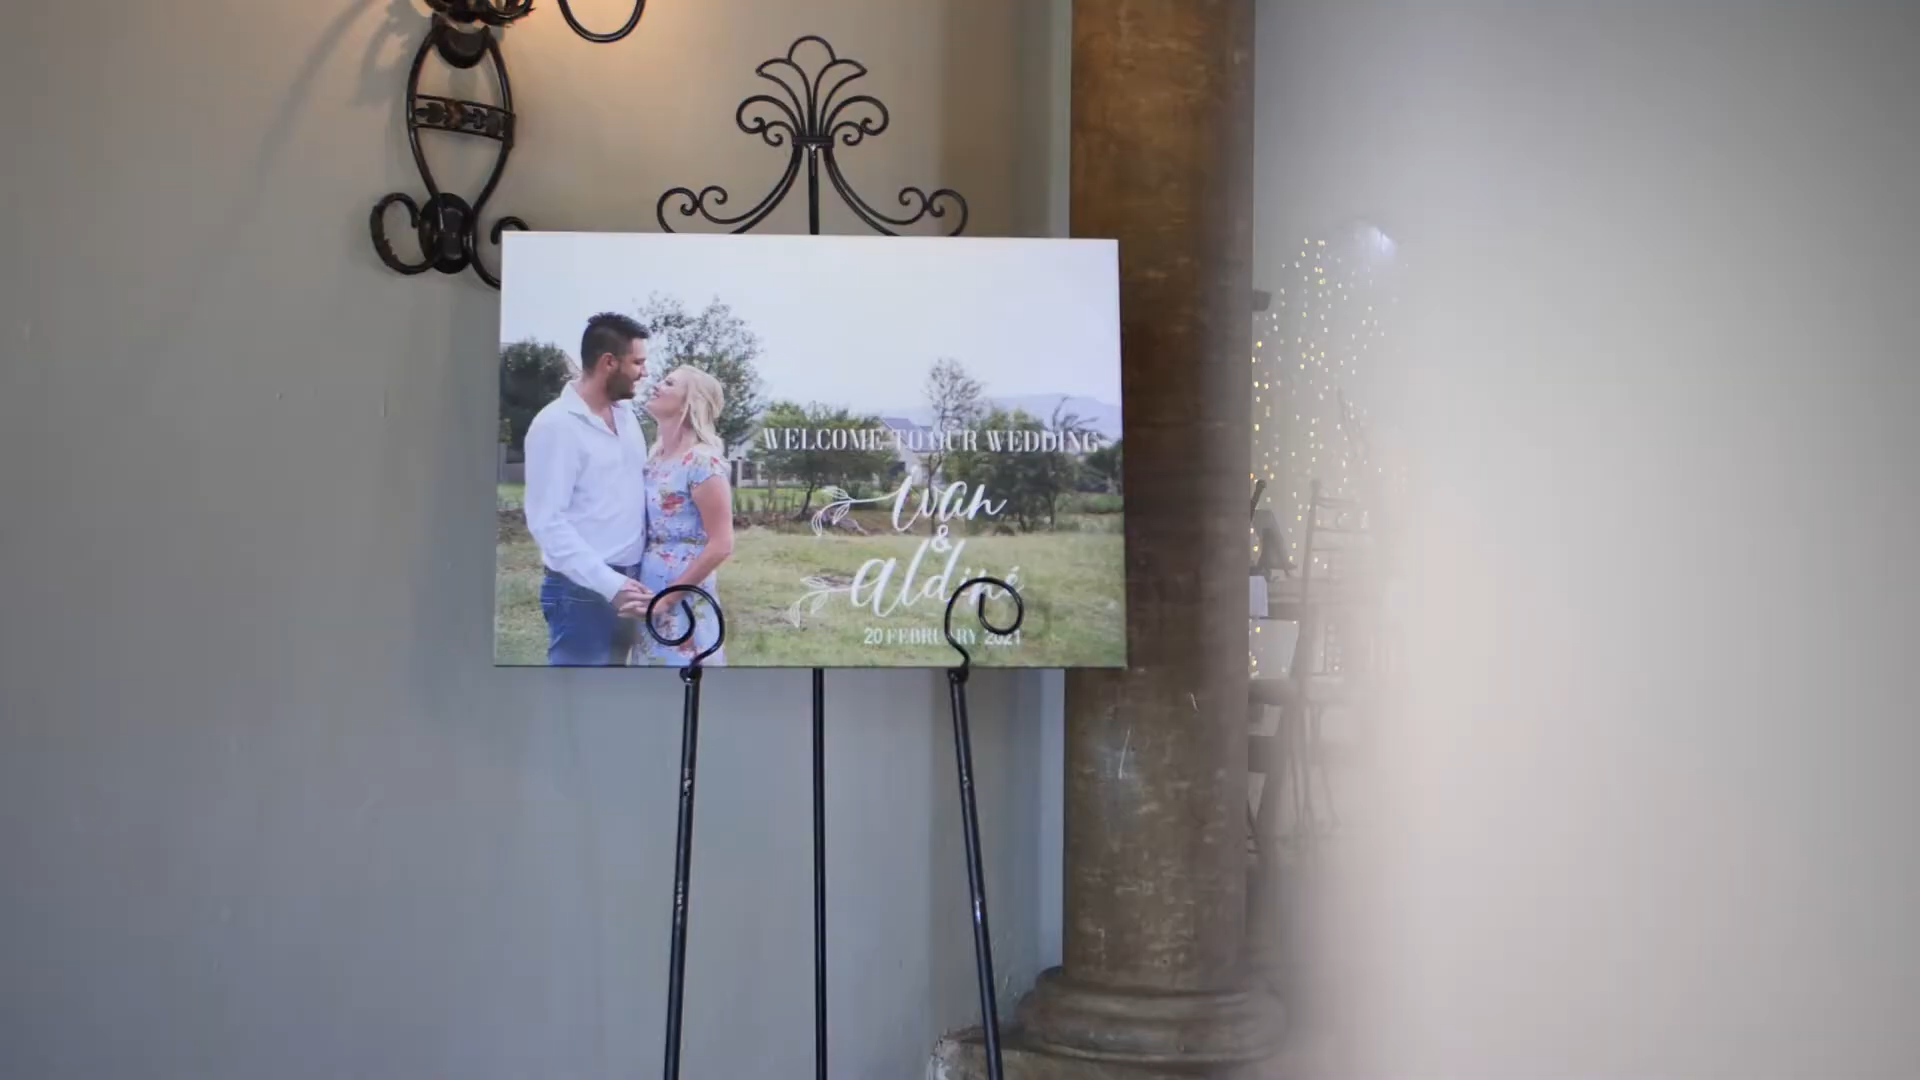 WELCOME TO OUR WEDDING
Ivan
&
Aldiné
20 FEBRUARY 2021